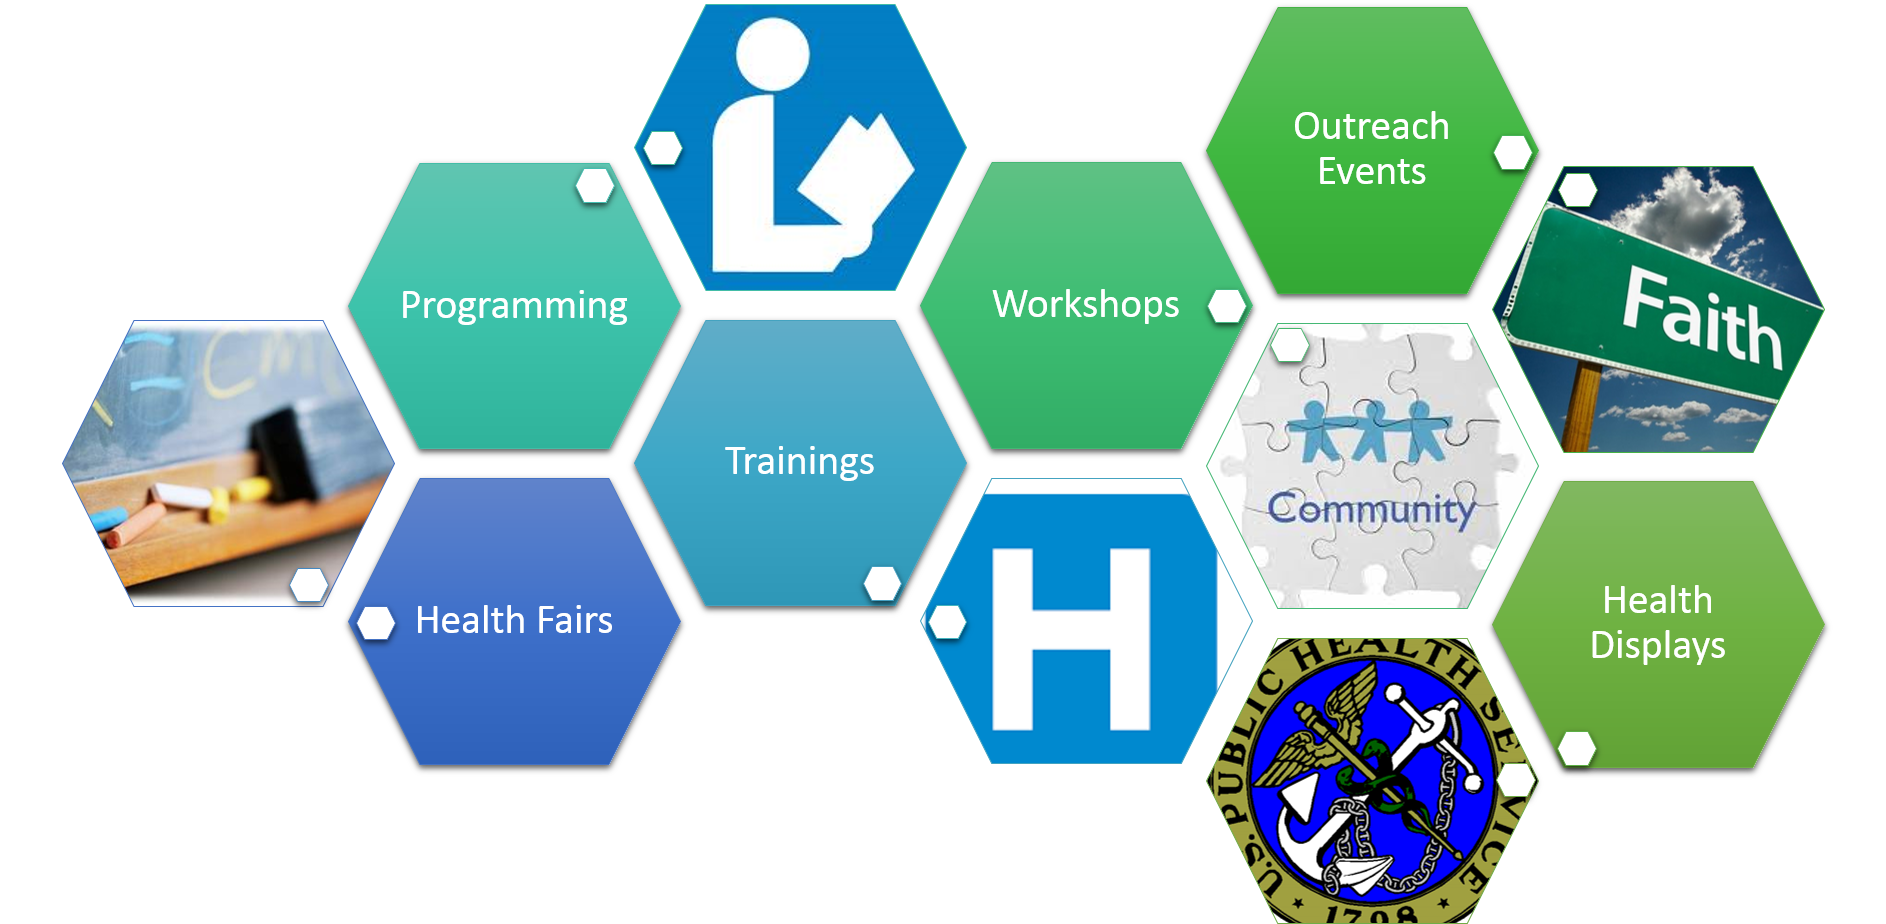 Outreach
Events
Programming
Workshops
Faith
Trainings
Community
Health Fairs
H
Health
Displays
U.S. PUBLIC HEALTH SERVICE
1798